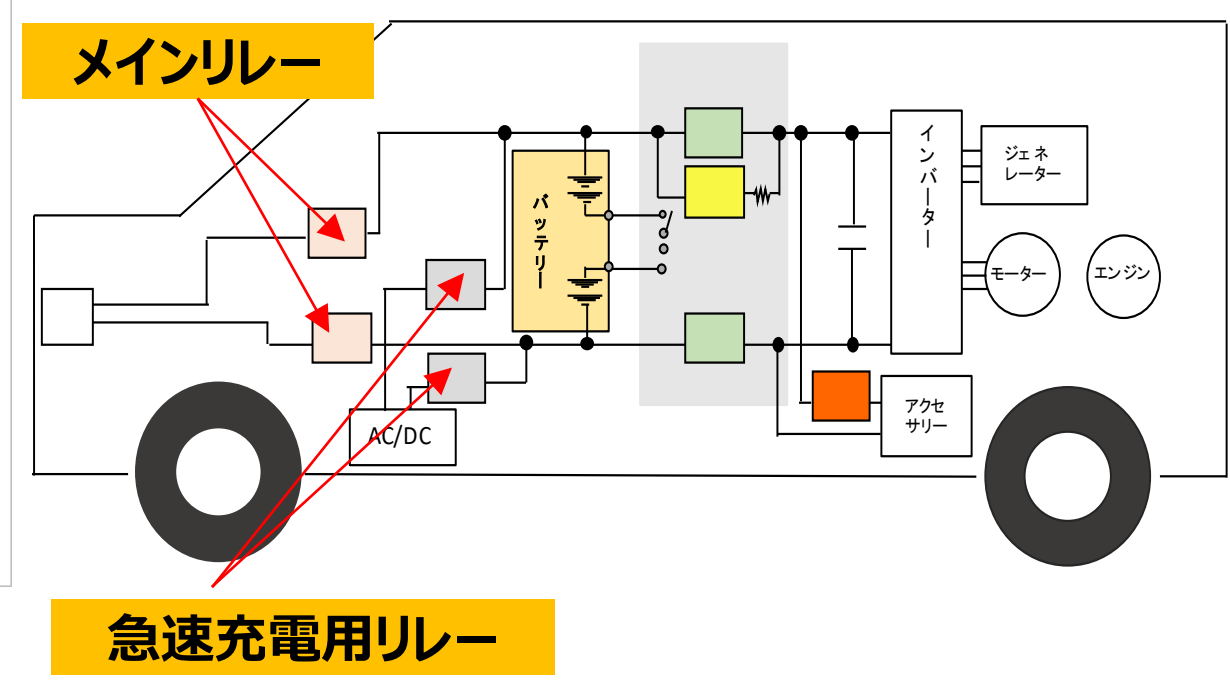 メインリレー
インバーター
ジェネ
レーター
バッテリー
モーター
エンジン
アクセ
サリー
AC/DC
急速充電用リレー